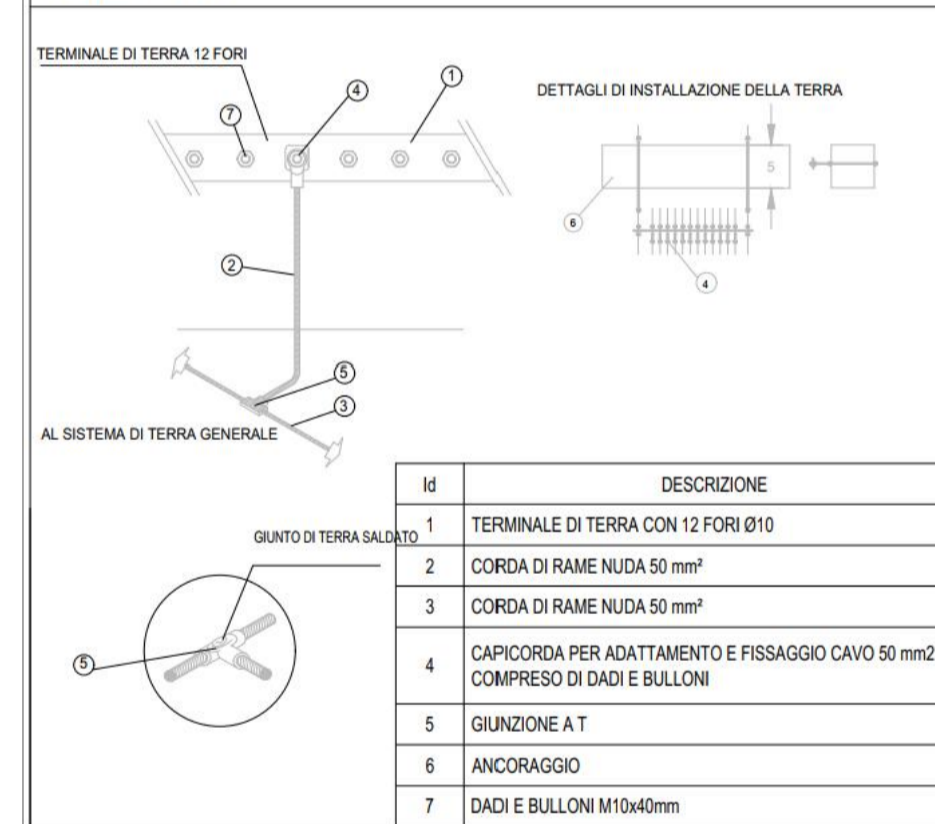 TERMINALE DI TERRA 12 FORI
7
4
1
2
5
3
AL SISTEMA DI TERRA GENERALE
DETTAGLI DI INSTALLAZIONE DELLA TERRA
5
6
4
GIUNTO DI TERRA SALDATO
5
Id DESCRIZIONE
1 TERMINALE DI TERRA CON 12 FORI Ø10
2 CORDA DI RAME NUDA 50 mm²
3 CORDA DI RAME NUDA 50 mm²
4 CAPICORDA PER ADATTAMENTO E FISSAGGIO CAVO 50 mm2
COMPRESO DI DADI E BULLONI
5 GIUNZIONE A T
6 ANCORAGGIO
7 DADI E BULLONI M10x40mm